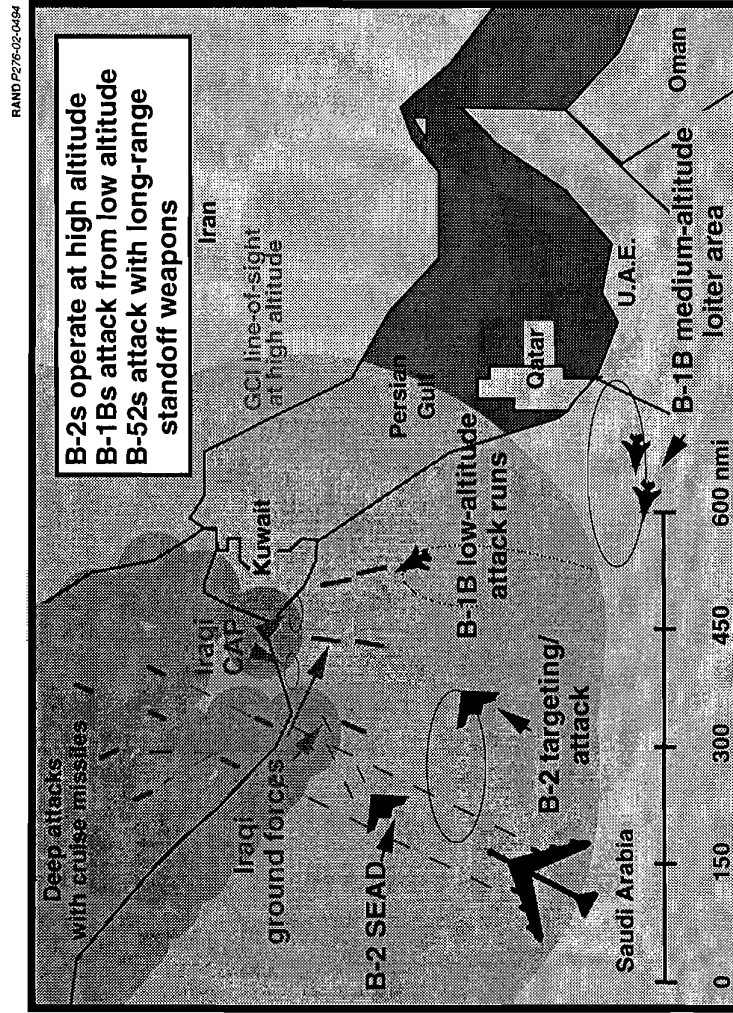 RAND P276-02-0494
B-2s operate at high altitude
B-1Bs attack from low altitude
B-52s attack with long-range
standoff weapons
Deep attacks
with cruise missiles
Iran
GCI line-of-sight
at high altitude
Iraqi
CAP
Kuwait
Iraqi
ground forces
Persian
Gulf
Oman
B-2 SEAD
B-1B low-altitude
attack runs
Qatar
U.A.E.
B-2 targeting/
attack
B-1B medium-altitude
loiter area
Saudi Arabia
0 150 300 450 600 nmi